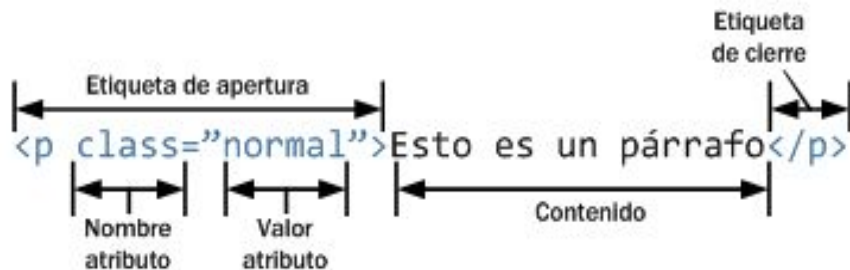 Etiqueta
de cierre
Etiqueta de apertura
<p class=”normal”>Esto es un párrafo</p>
Nombre
atributo
Valor
atributo
Contenido